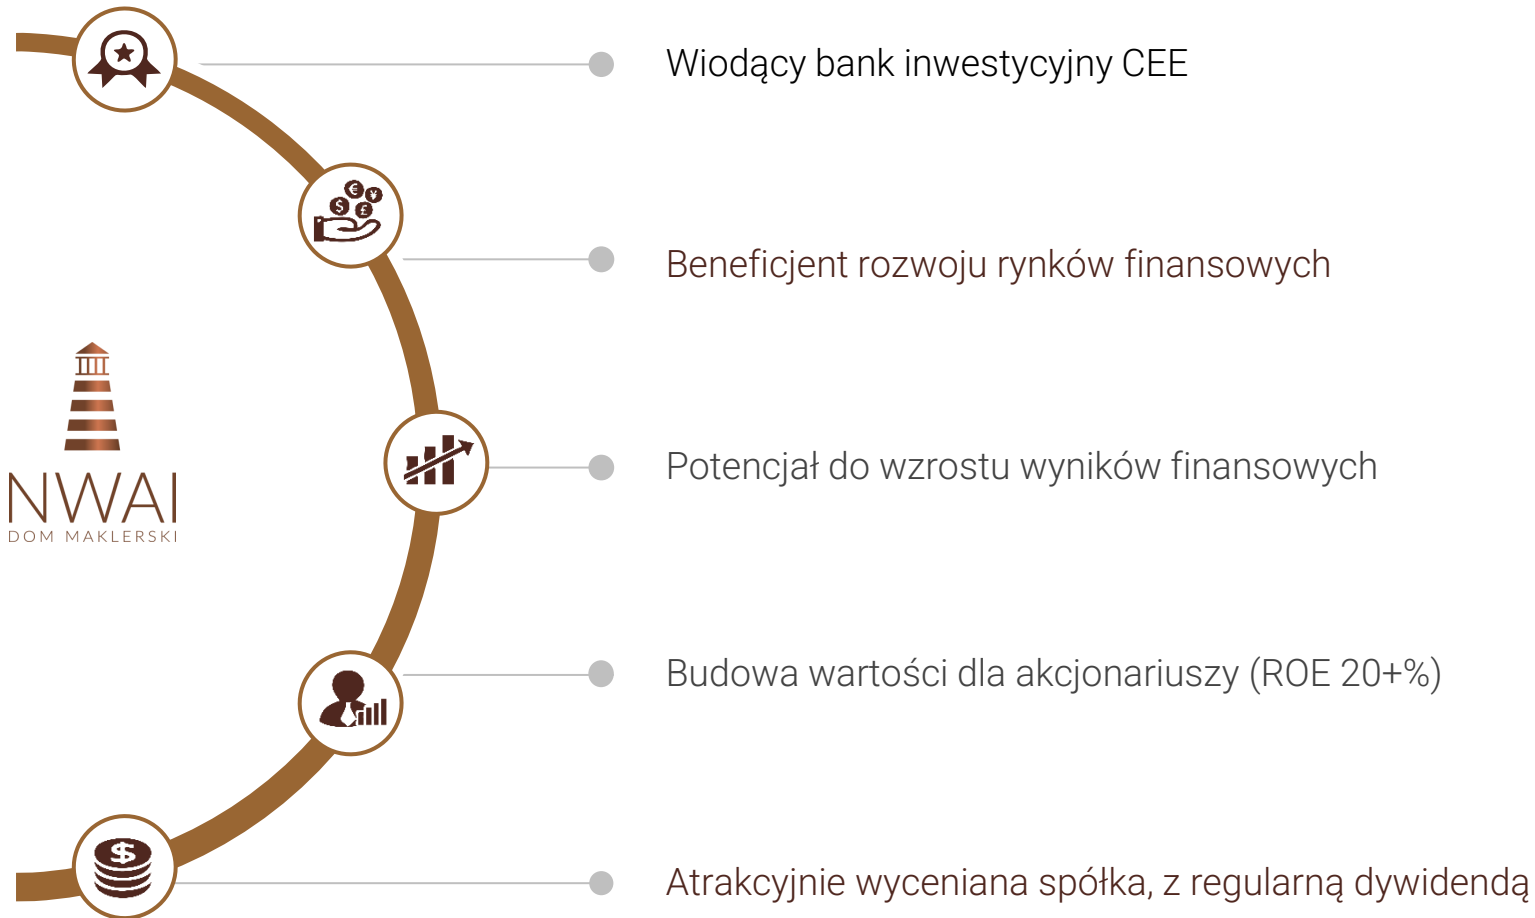 Wiodący bank inwestycyjny CEE
Beneficjent rozwoju rynków finansowych
NWAI
DOM MAKLERSKI
Potencjał do wzrostu wyników finansowych
Budowa wartości dla akcjonariuszy (ROE 20+%)
Atrakcyjnie wyceniana spółka, z regularną dywidendą